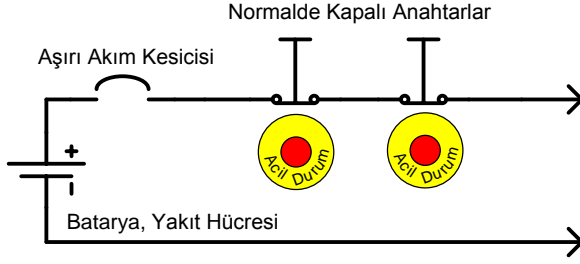 Normalde Kapalı Anahtarlar
Aşırı Akım Kesicisi
+
Acil Durum
Acil Durum
Batarya, Yakıt Hücresi